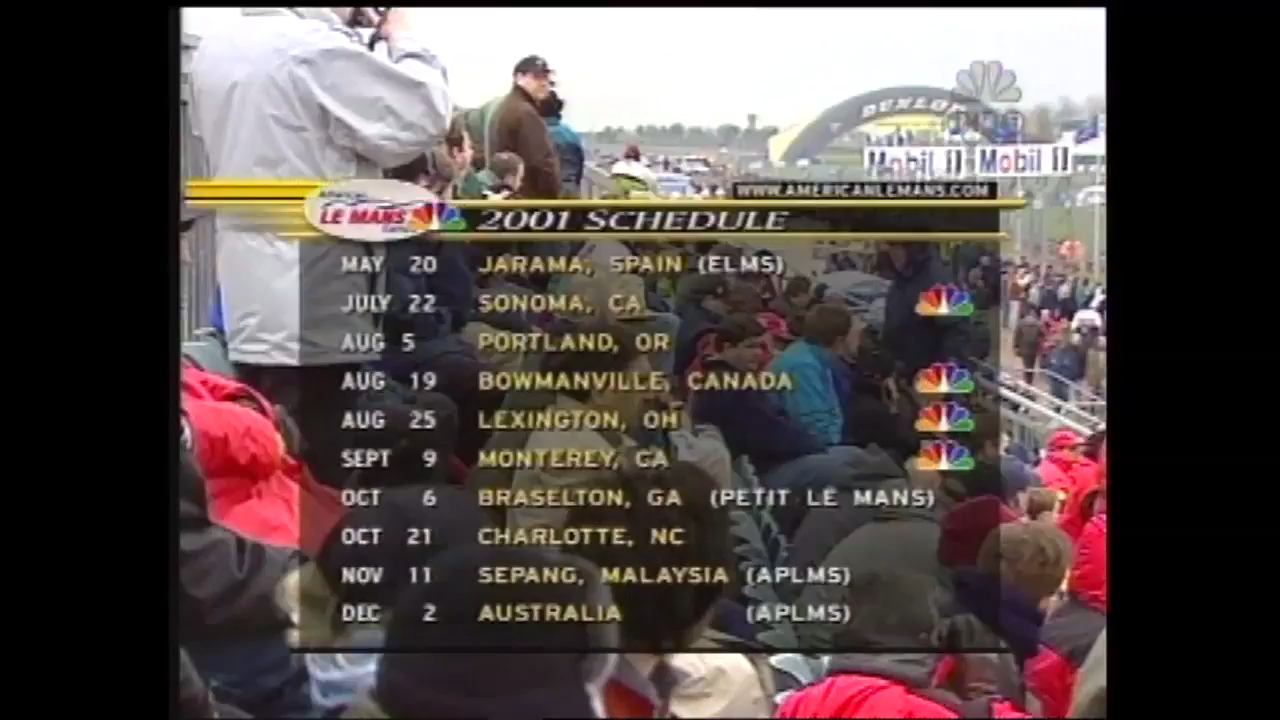 DUNLOP
Mobil 1 Mobil 1
WWW.AMERICANLEMANS.COM
LE MANS
2001 SCHEDULE
MAY 20 JARAMA, SPAIN (ELMS)
JULY 22 SONOMA, CA
AUG 5 PORTLAND, OR
AUG 19 BOWMANVILLE, CANADA
AUG 25 LEXINGTON, OH
SEPT 9 MONTEREY, CA
OCT 6 BRASELTON, GA (PETIT LE MANS)
OCT 21 CHARLOTTE, NC
NOV 11 SEPANG, MALAYSIA (APLMS)
DEC 2 AUSTRALIA (APLMS)